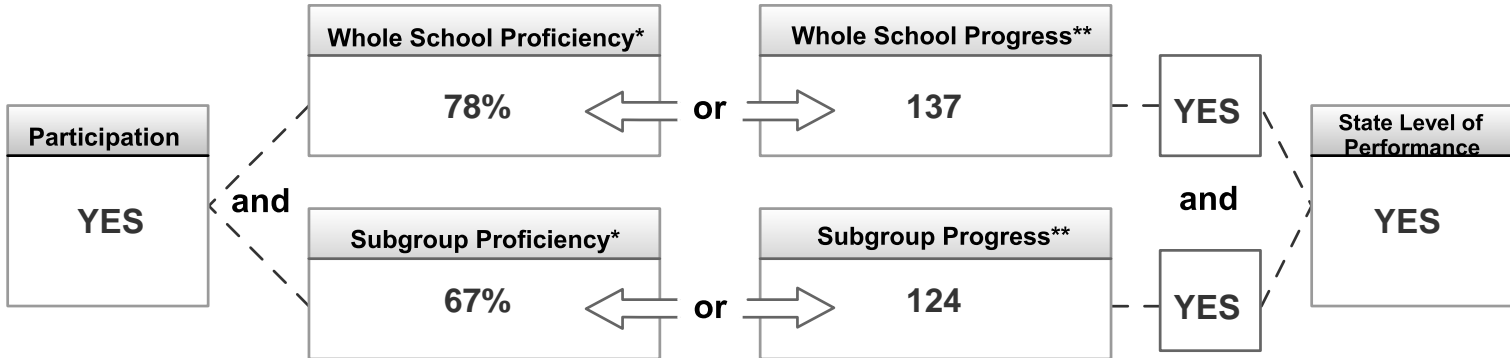 Participation
YES
and
Whole School Proficiency*
78%
or
Whole School Progress**
137
YES
Subgroup Proficiency*
67%
or
Subgroup Progress**
124
YES
and
State Level of
Performance
YES